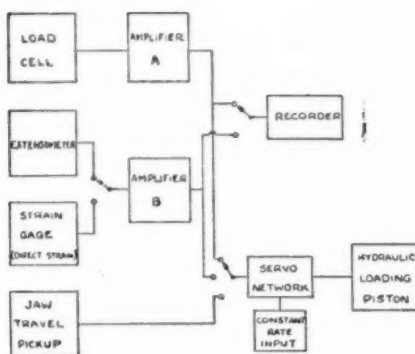 LOAD
CELL
AMPLIFIER
A
EXTENSOMETER
AMPLIFIER
B
STRAIN
GAGE
(DIRECT STRAIN)
JAW
TRAVEL
PICKUP
RECORDER
SERVO
NETWORK
CONSTANT
RATE
INPUT
HYDRAULIC
LOADING
PISTON